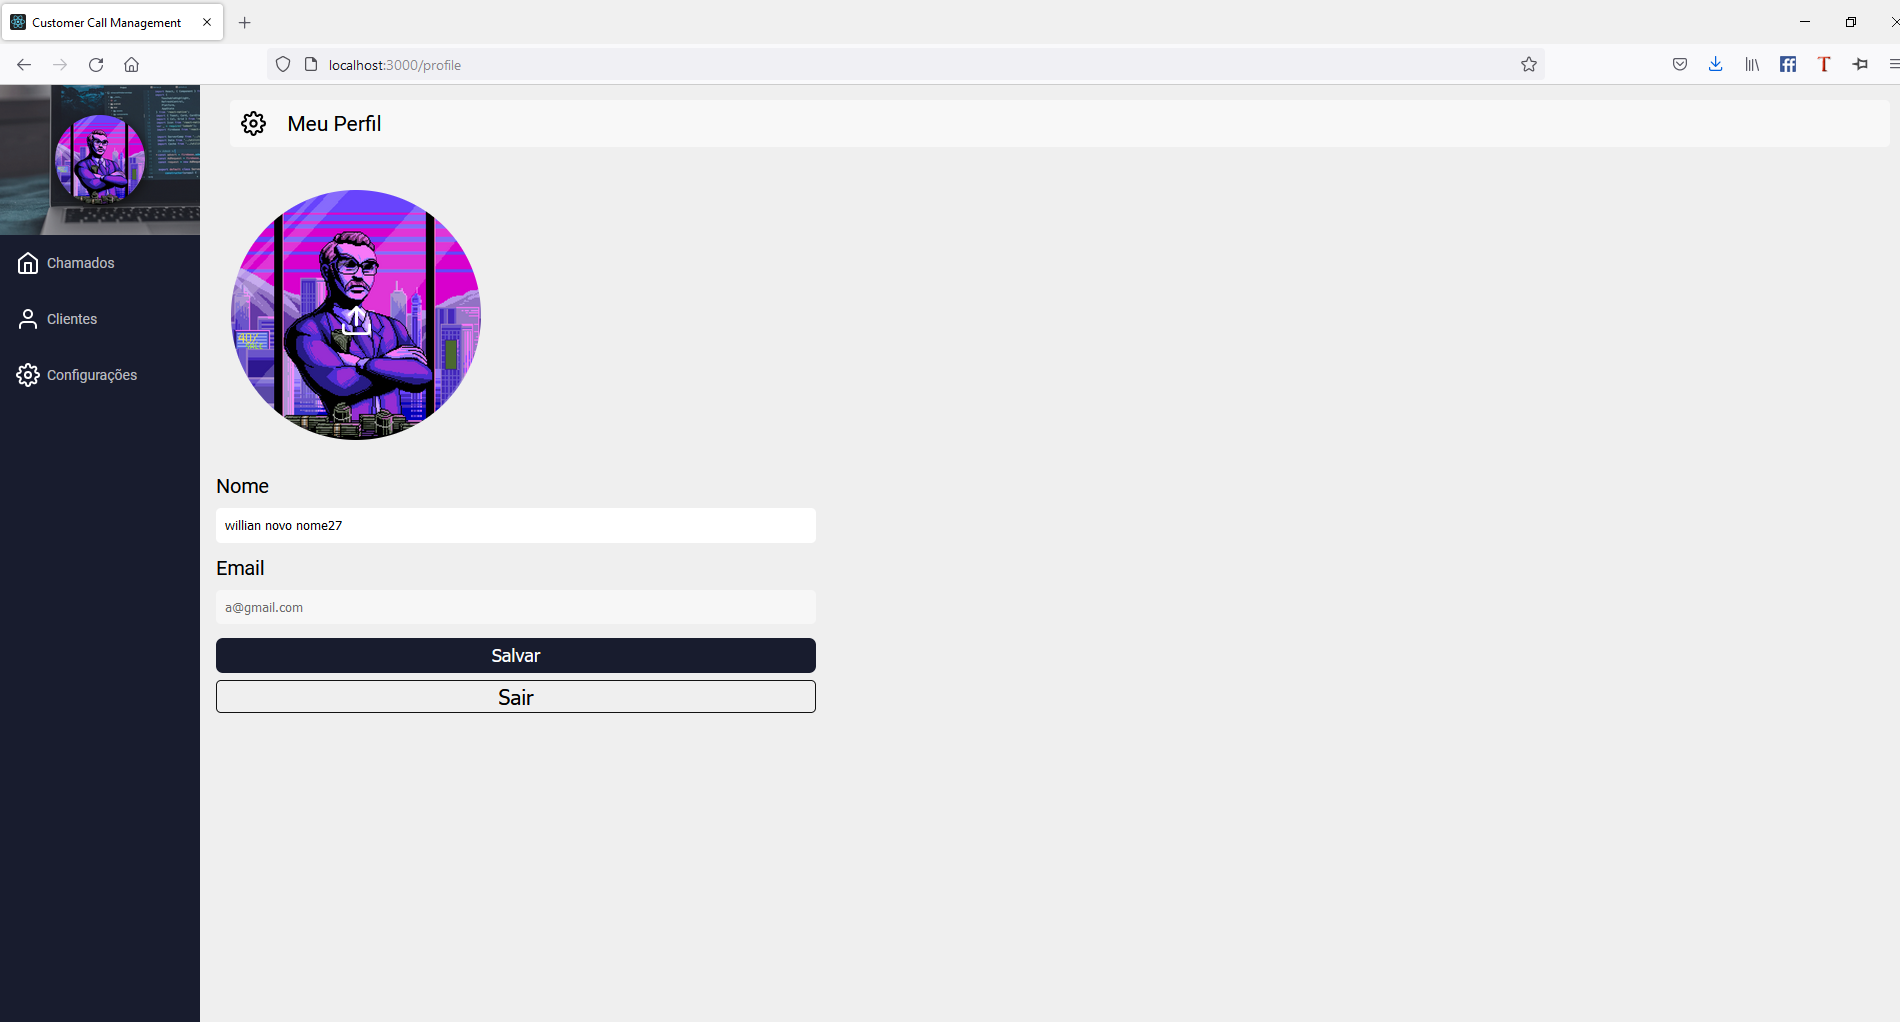 Customer Call Management
localhost:3000/profile
Meu Perfil
Chamados
Clientes
Configurações
Nome
willian novo nome27
Email
a@gmail.com
Salvar
Sair